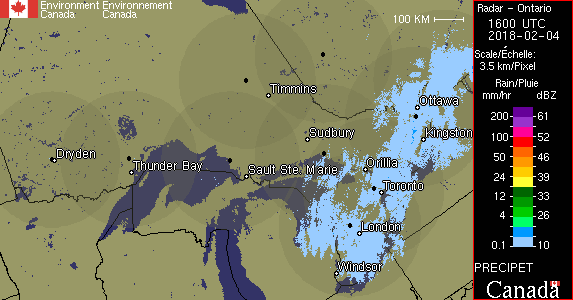 Environment Environnement
Canada Canada
100 KM
Timmins
Ottawa
Sudbury
Kingston
Dryden
Thunder Bay
Sault Ste. Marie
Orillia
Toronto
London
Windsor
Radar - Ontario
1600 UTC
2018-02-04
Scale/Échelle:
3.5 km/Pixel
Rain/Pluie
mm/hr dBZ
200 61
100 52
50 46
24 39
12 33
4 26
0.1 10
PRECIPET
Canada